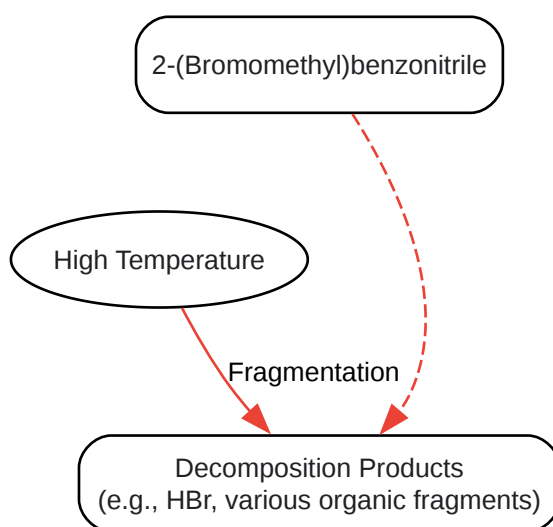 2-(Bromomethyl)benzonitrile
High Temperature
Fragmentation
Decomposition Products
(e.g., HBr, various organic fragments)